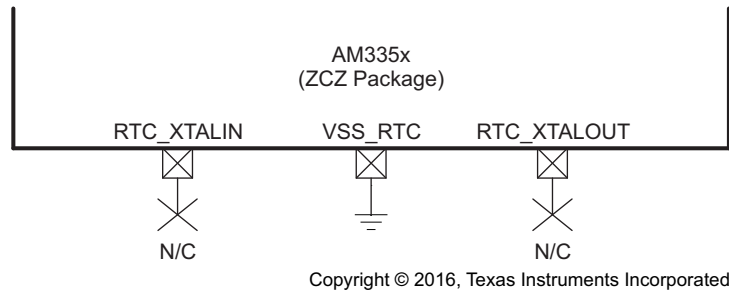 AM335x
(ZCZ Package)
RTC_XTALIN VSS_RTC RTC_XTALOUT
N/C N/C
Copyright © 2016, Texas Instruments Incorporated